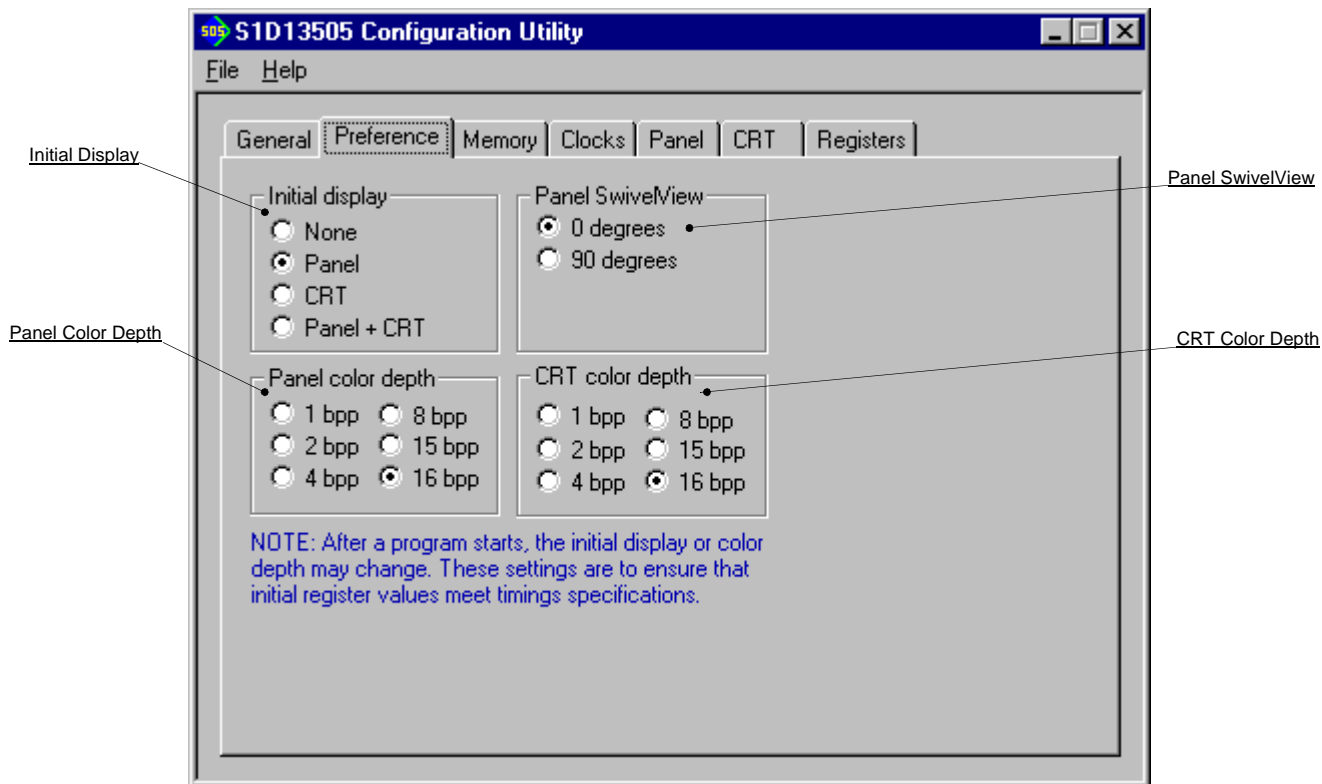 505 S1D13505 Configuration Utility
File Help
General Preference Memory Clocks Panel CRT Registers
Initial Display
Panel SwivelView
Initial display
None
Panel
CRT
Panel + CRT
Panel SwivelView
0 degrees
90 degrees
Panel Color Depth
CRT Color Depth
Panel color depth
1 bpp 8 bpp
2 bpp 15 bpp
4 bpp 16 bpp
CRT color depth
1 bpp 8 bpp
2 bpp 15 bpp
4 bpp 16 bpp
NOTE: After a program starts, the initial display or color
depth may change. These settings are to ensure that
initial register values meet timings specifications.